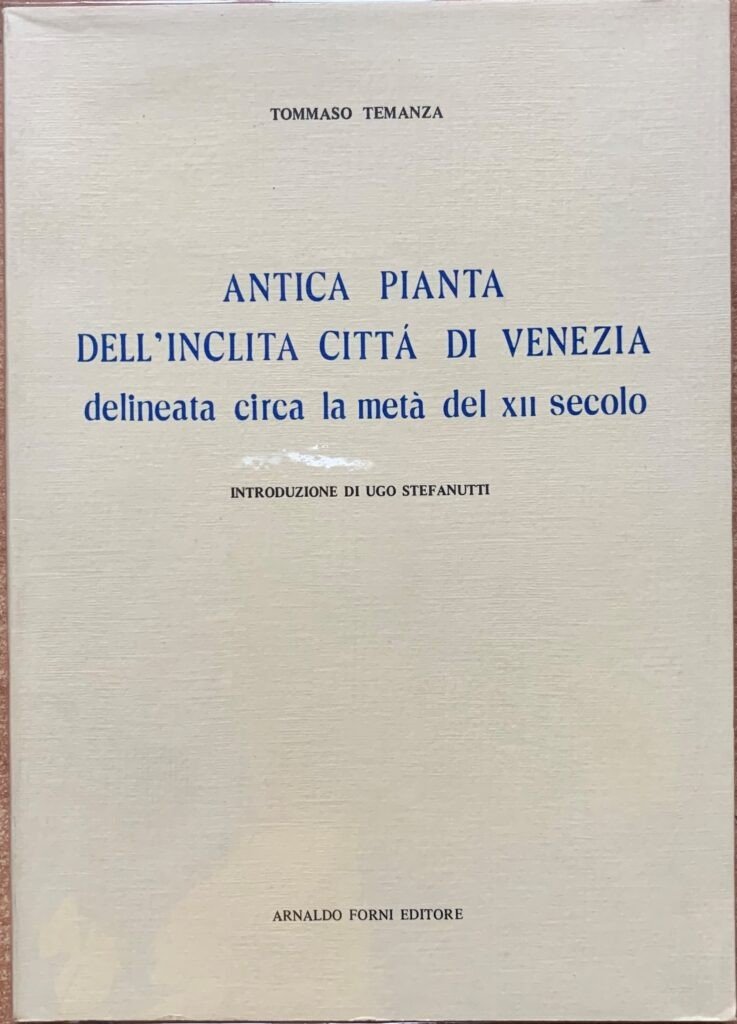 TOMMASO TEMANZA
ANTICA PIANTA
DELL'INCLITA CITTÁ DI VENEZIA
delineata circa la metà del XII secolo
INTRODUZIONE DI UGO STEFANUTTI
ARNALDO FORNI EDITORE